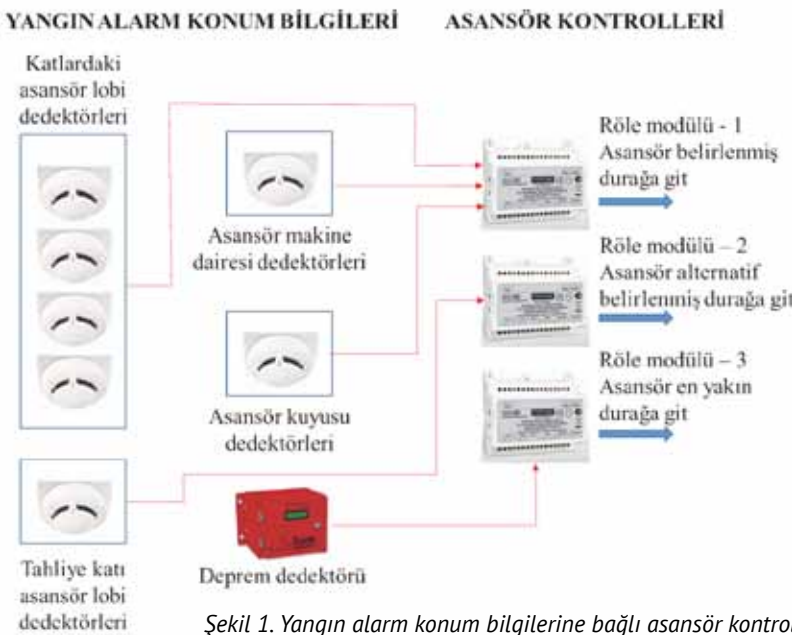 YANGIN ALARM KONUM BİLGİLERİ
ASANSÖR KONTROLLERİ
Katlardaki
asansör lobi
dedektörleri
Asansör makine
dairesi dedektörleri
Asansör kuyusu
dedektörleri
Tahliye katı
asansör lobi
dedektörleri
Deprem dedektörü
Röle modülü - 1
Asansör belirlenmiş
durağa git
Röle modülü – 2
Asansör alternatif
belirlenmiş durağa git
Röle modülü – 3
Asansör en yakın
durağa git
Şekil 1. Yangın alarm konum bilgilerine bağlı asansör kontrol